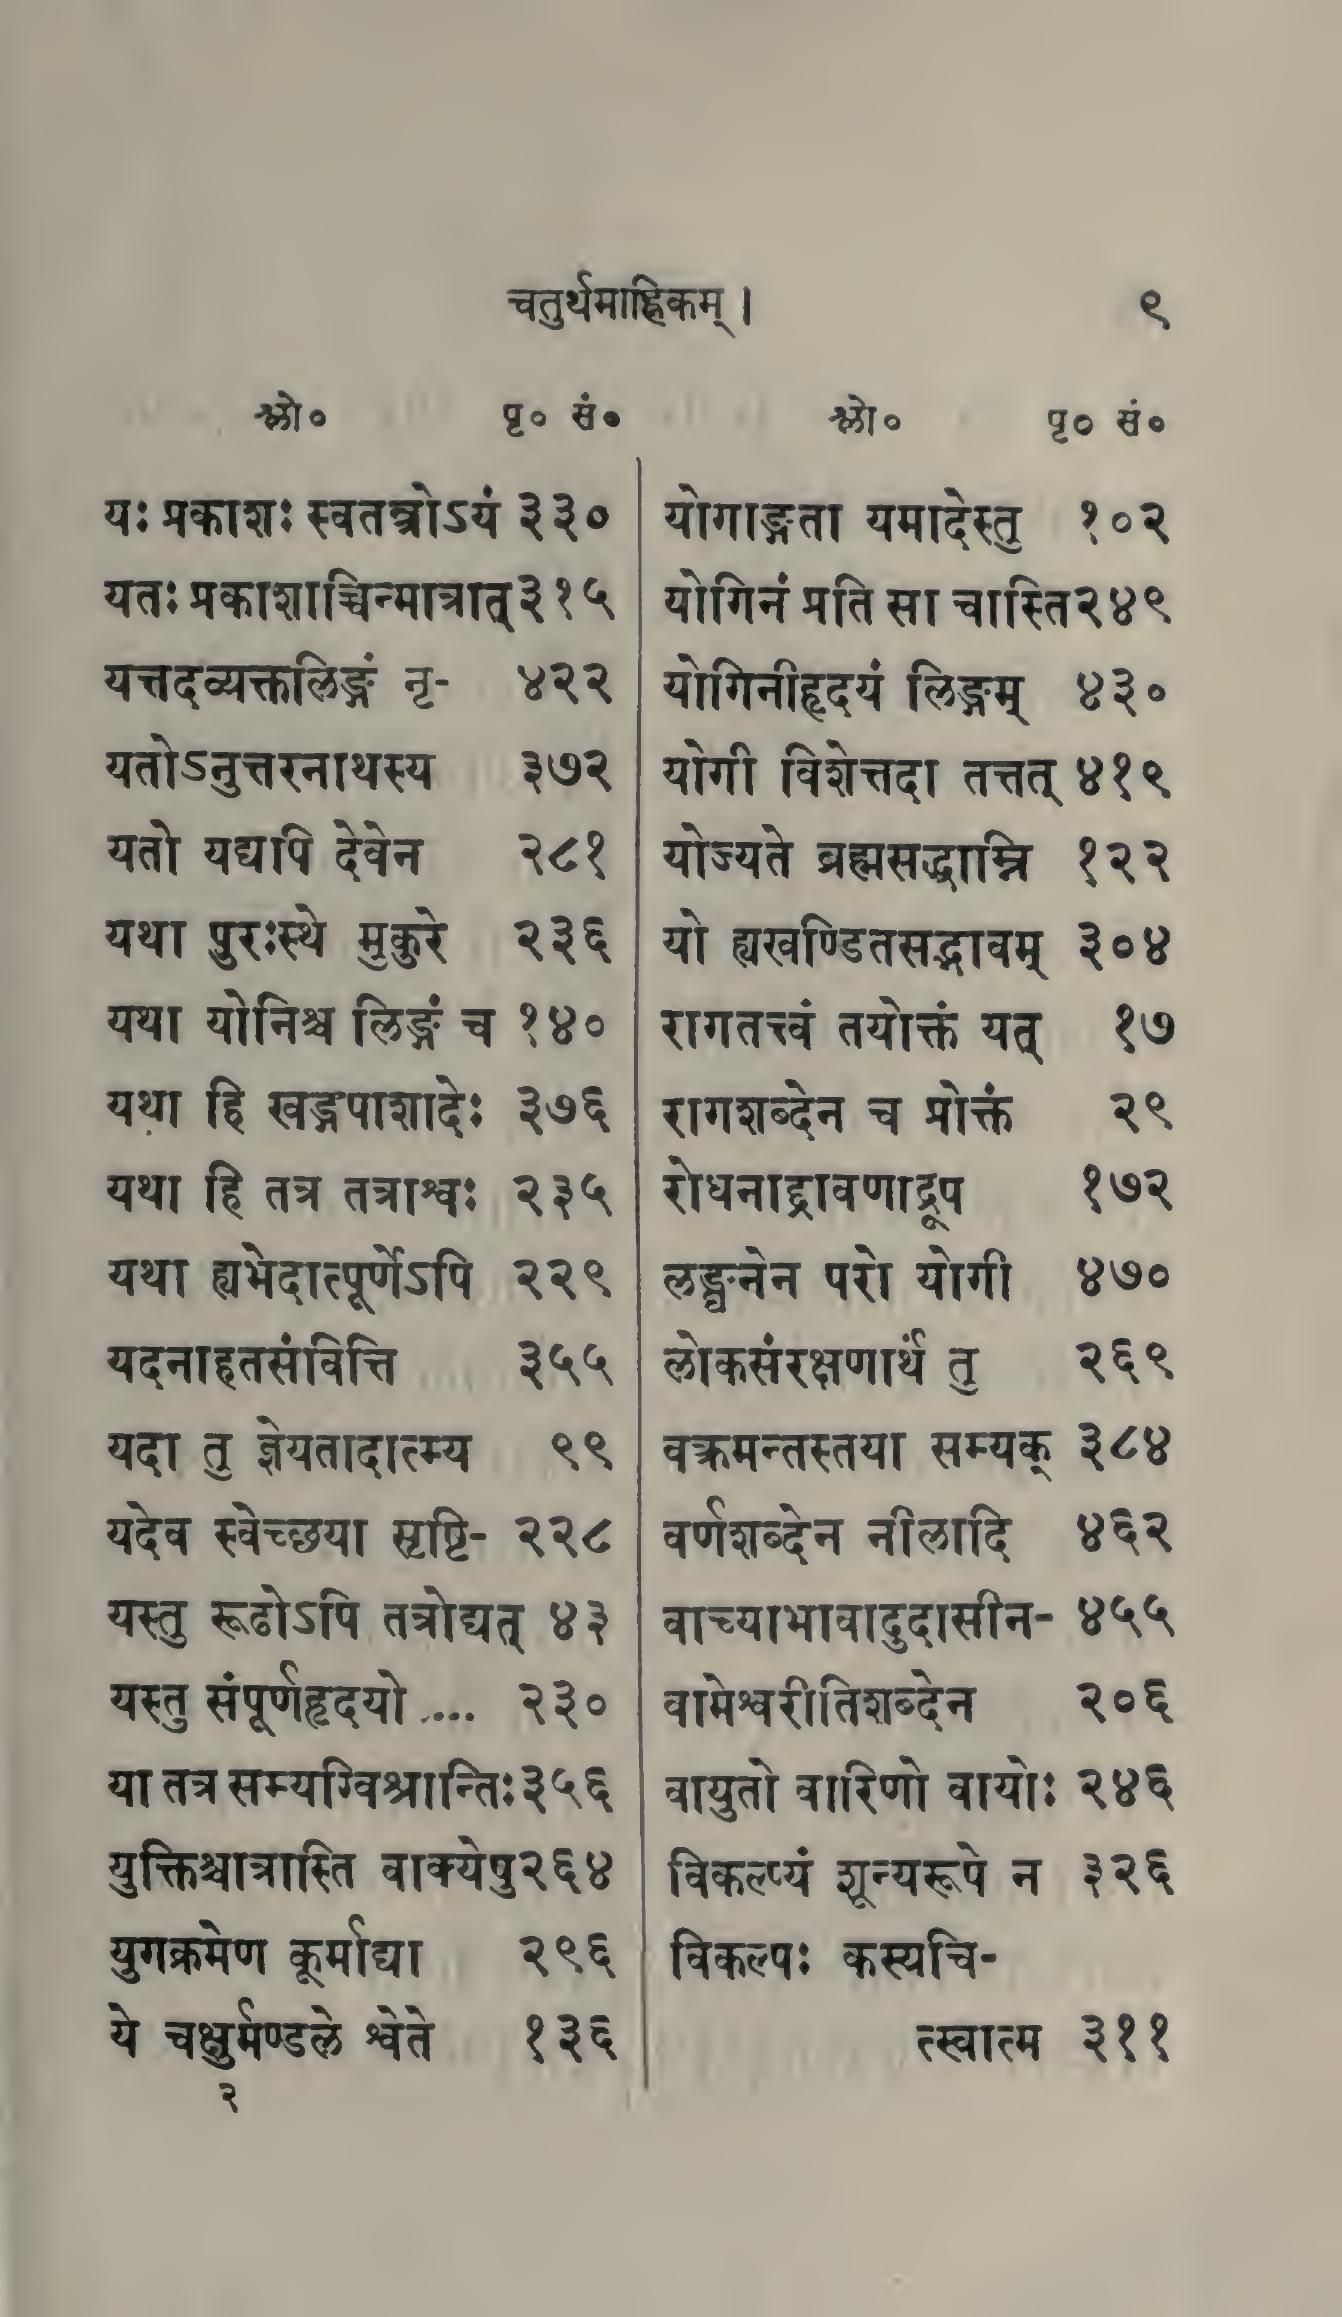 चतुर्थमाह्निकम् । ९
श्लो० पृ० सं०
यः प्रकाशः स्वतन्त्रोऽयं ३३०
यतः प्रकाशाच्चिन्मात्रात् ३१५
यत्तदव्यक्तलिङ्गं नृ- ४२२
यतोऽनुत्तरनाथस्य ३७२
यतो यद्यपि देवेन २८१
यथा पुरःस्थे मुकुरे २३६
यथा योनिश्च लिङ्गं च १४०
यथा हि खड्गपाशादेः ३७६
यथा हि तत्र तत्राश्वः २३५
यथा ह्यभेदात्पूर्णेऽपि २२९
यदनाहतसंवित्ति ३५५
यदा तु ज्ञेयतादात्म्य ९९
यदेव स्वेच्छया सृष्टि- २२८
यस्तु रूढोऽपि तत्रोद्यत् ४३
यस्तु संपूर्णहृदयो .... २३०
या तत्र सम्यग्विश्रान्तिः ३५६
युक्तिश्चात्रास्ति वाक्येषु २६४
युगक्रमेण कूर्माद्या २९६
ये चक्षुर्मण्डले श्वेते १३६
२
श्लो० पृ० सं०
योगाङ्गता यमादेस्तु १०२
योगिनं प्रति सा चास्ति २४९
योगिनीहृदयं लिङ्गम् ४३०
योगी विशेत्तदा तत्तत् ४१९
योज्यते ब्रह्मसद्धाम्नि १२२
यो ह्यखण्डितसद्भावम् ३०४
रागतत्त्वं तयोक्तं यत् १७
रागशब्देन च प्रोक्तं २९
रोधनाद्द्रावणाद्रूप १७२
लङ्घनेन परो योगी ४७०
लोकसंरक्षणार्थं तु २६९
वक्रमन्तस्तया सम्यक् ३८४
वर्णशब्देन नीलादि ४६२
वाच्याभावादुदासीन- ४५५
वामेश्वरीतिशब्देन २०६
वायुतो वारिणो वायोः २४६
विकल्प्यं शून्यरूपे न ३२६
विकल्पः कस्यचि-
त्स्वात्म ३११